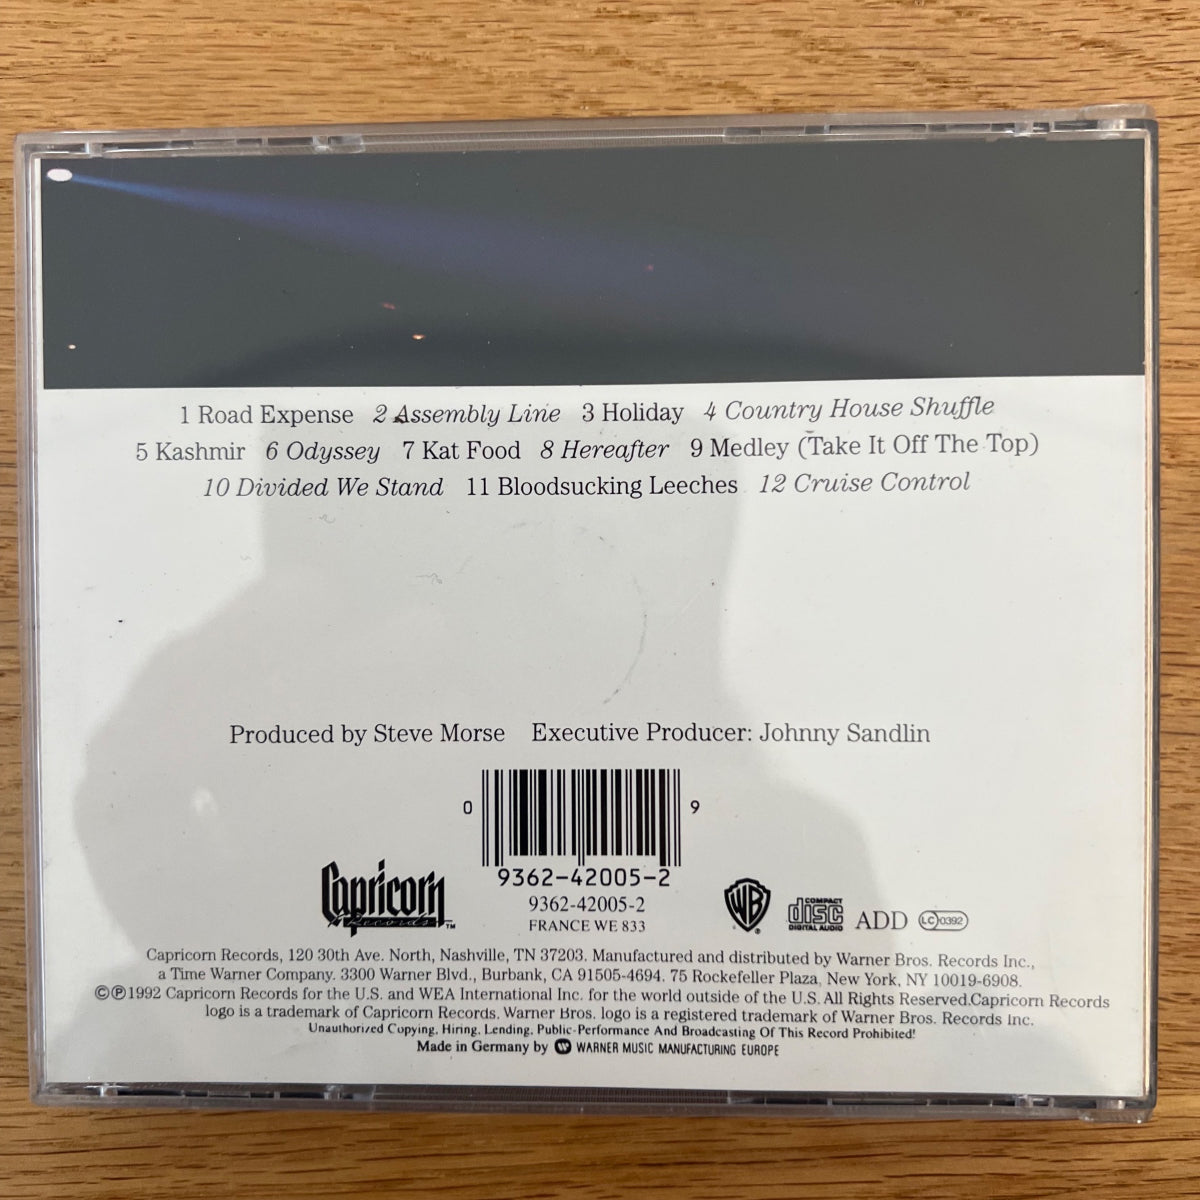 1 Road Expense 2 Assembly Line 3 Holiday 4 Country House Shuffle
5 Kashmir 6 Odyssey 7 Kat Food 8 Hereafter 9 Medley (Take It Off The Top)
10 Divided We Stand 11 Bloodsucking Leeches 12 Cruise Control
Produced by Steve Morse Executive Producer: Johnny Sandlin
0 9
9362-42005-2
9362-42005-2
FRANCE WE 833
Capricorn
Records TM
WB ®
COMPACT
disc
DIGITAL AUDIO
ADD
LC 0392
Capricorn Records, 120 30th Ave. North, Nashville, TN 37203. Manufactured and distributed by Warner Bros. Records Inc.,
a Time Warner Company. 3300 Warner Blvd., Burbank, CA 91505-4694. 75 Rockefeller Plaza, New York, NY 10019-6908.
©℗1992 Capricorn Records for the U.S. and WEA International Inc. for the world outside of the U.S. All Rights Reserved.Capricorn Records
logo is a trademark of Capricorn Records. Warner Bros. logo is a registered trademark of Warner Bros. Records Inc.
Unauthorized Copying, Hiring, Lending, Public Performance And Broadcasting Of This Record Prohibited!
Made in Germany by WARNER MUSIC MANUFACTURING EUROPE